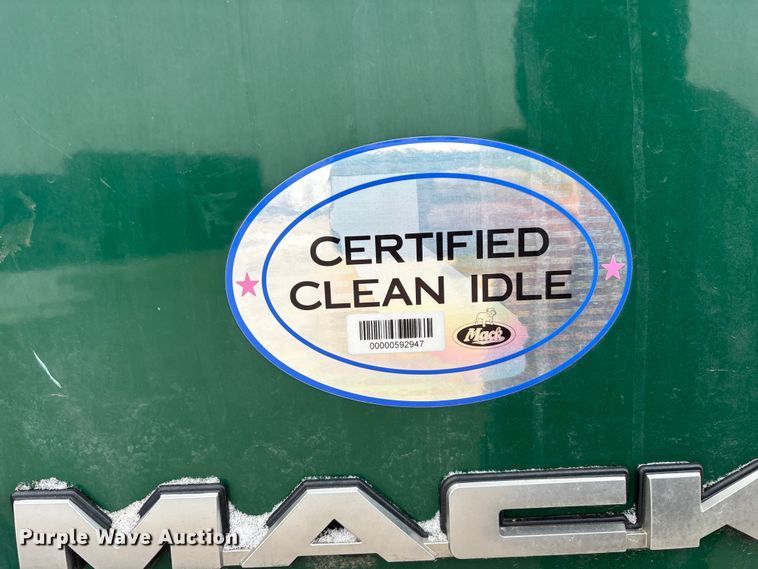 CERTIFIED
CLEAN IDLE
00000592947
Mack
MACK
Purple Wave Auction